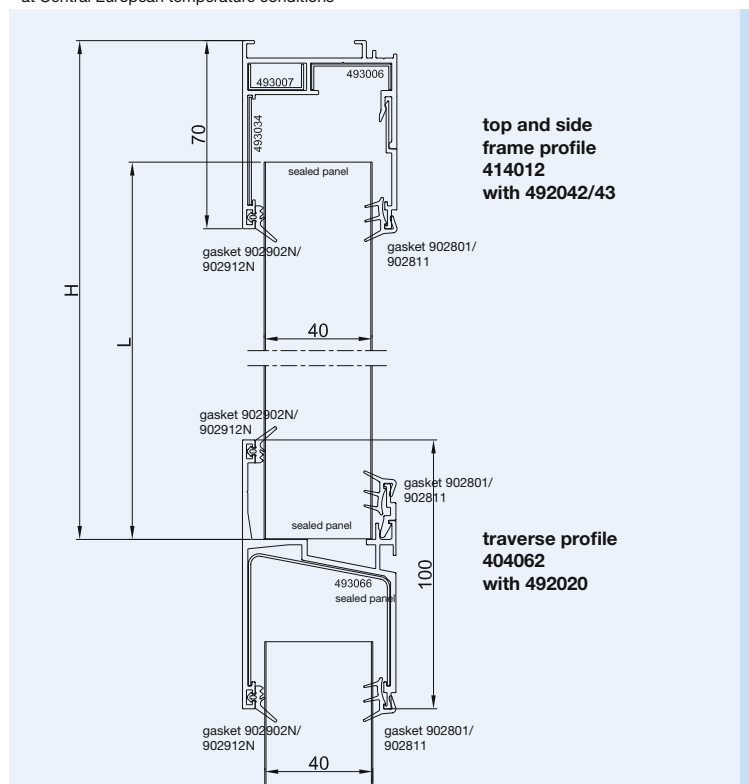 at Central European temperature conditions
493007
493006
70
493034
top and side
frame profile
414012
with 492042/43
sealed panel
gasket 902902N/
902912N
gasket 902801/
902811
H
L
40
gasket 902902N/
902912N
gasket 902801/
902811
sealed panel
traverse profile
404062
with 492020
100
493066
sealed panel
gasket 902902N/
902912N
gasket 902801/
902811
40